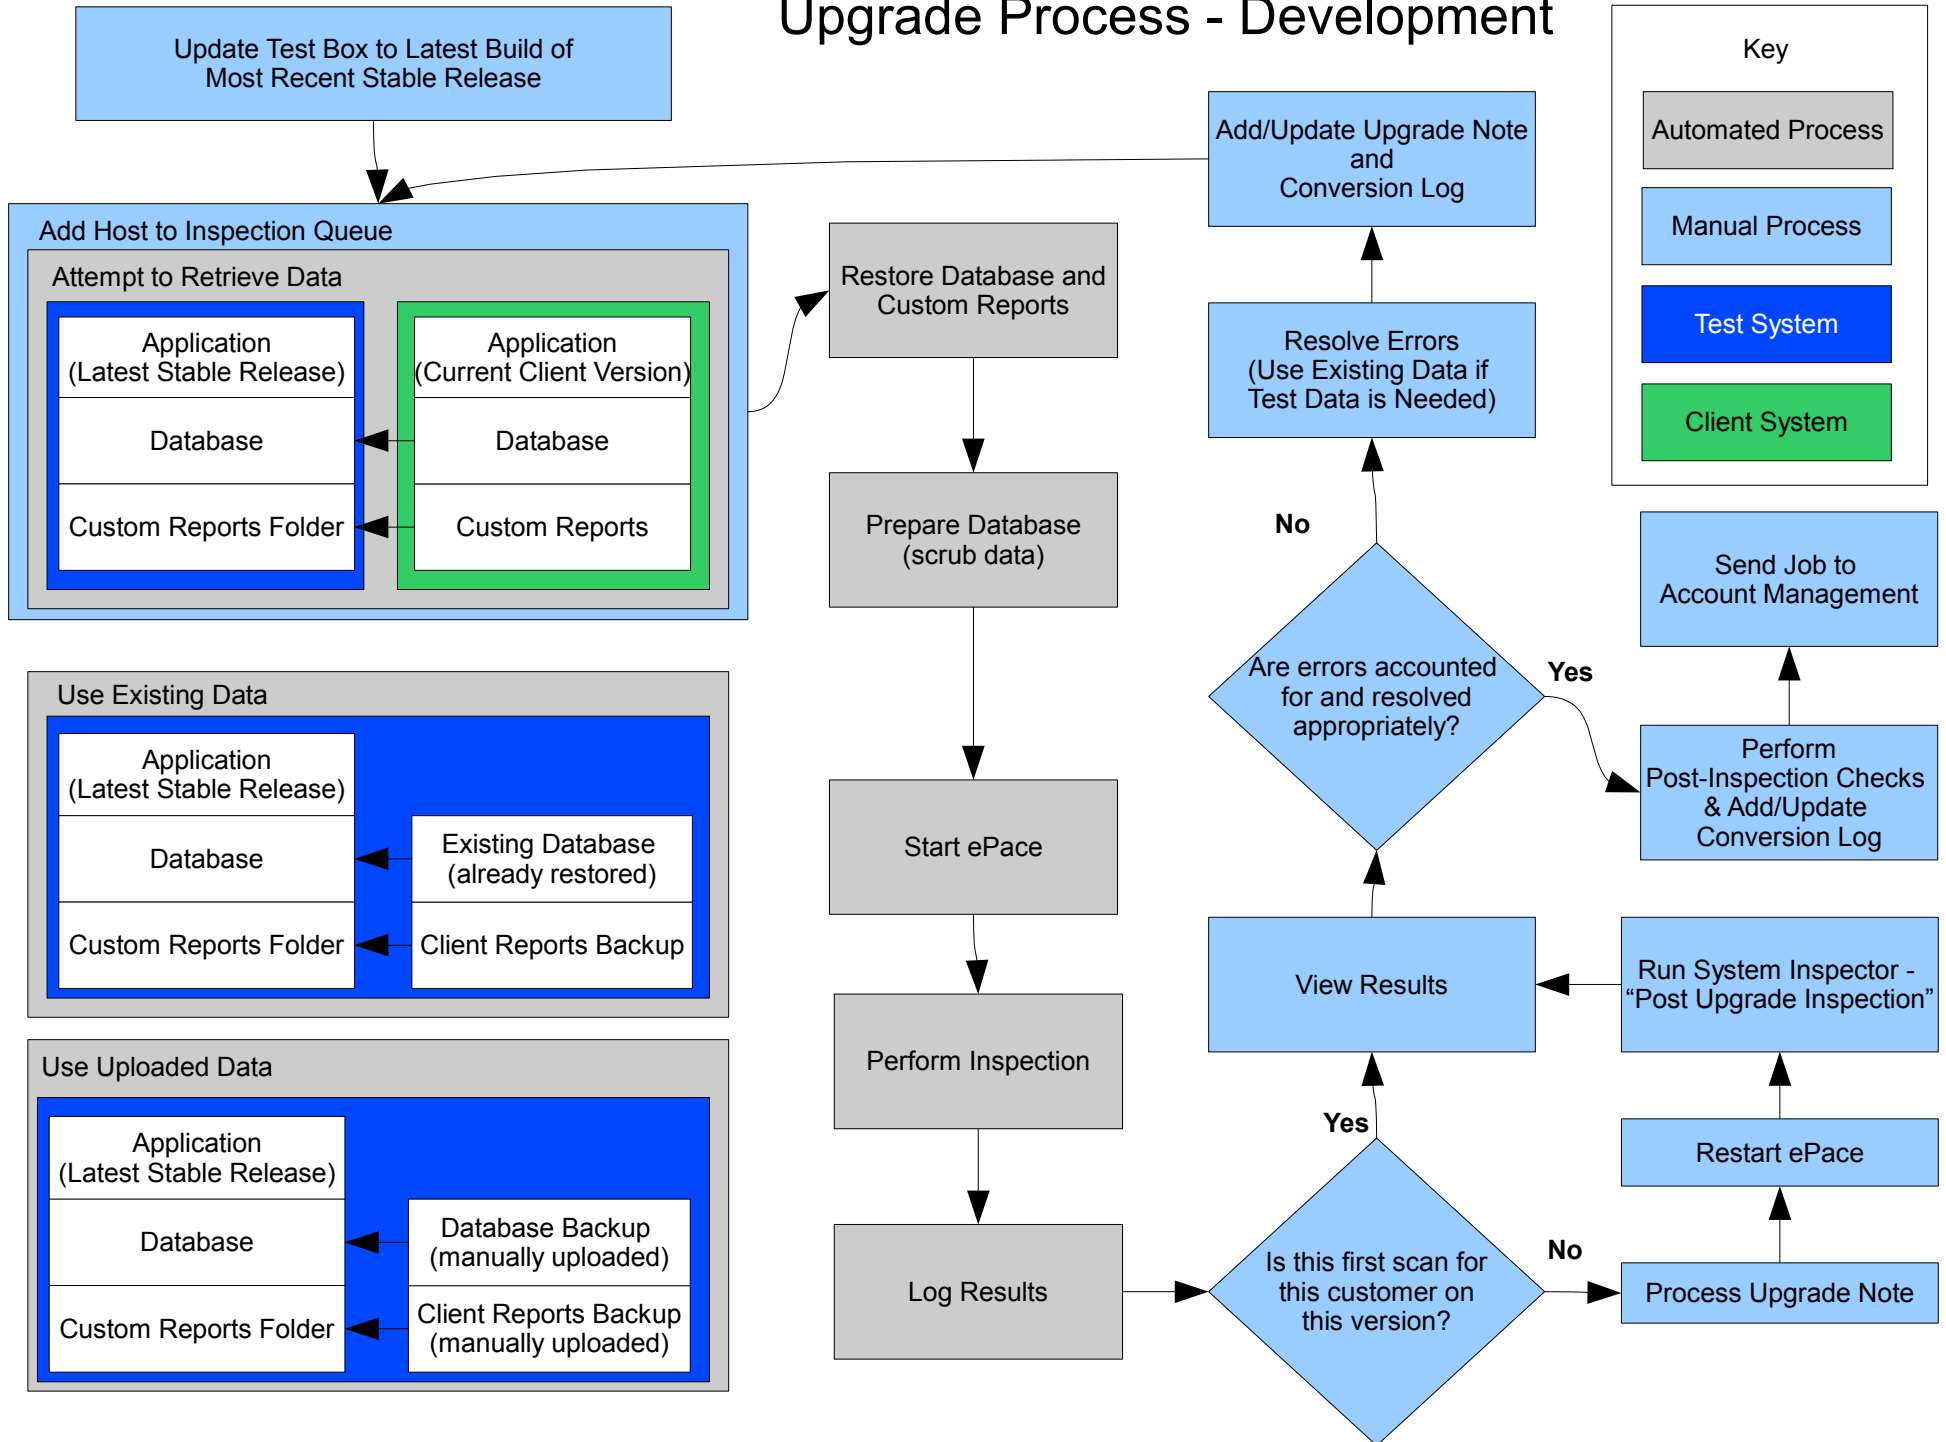 Upgrade Process - Development
Update Test Box to Latest Build of
Most Recent Stable Release
Add Host to Inspection Queue
Attempt to Retrieve Data
Application
(Latest Stable Release)
Database
Custom Reports Folder
Application
(Current Client Version)
Database
Custom Reports
Use Existing Data
Application
(Latest Stable Release)
Database
Custom Reports Folder
Existing Database
(already restored)
Client Reports Backup
Use Uploaded Data
Application
(Latest Stable Release)
Database
Custom Reports Folder
Database Backup
(manually uploaded)
Client Reports Backup
(manually uploaded)
Restore Database and
Custom Reports
Prepare Database
(scrub data)
Start ePace
Perform Inspection
Log Results
Add/Update Upgrade Note
and
Conversion Log
Resolve Errors
(Use Existing Data if
Test Data is Needed)
No
Are errors accounted
for and resolved
appropriately?
Yes
View Results
Yes
Is this first scan for
this customer on
this version?
No
Key
Automated Process
Manual Process
Test System
Client System
Send Job to
Account Management
Perform
Post-Inspection Checks
& Add/Update
Conversion Log
Run System Inspector -
“Post Upgrade Inspection”
Restart ePace
Process Upgrade Note